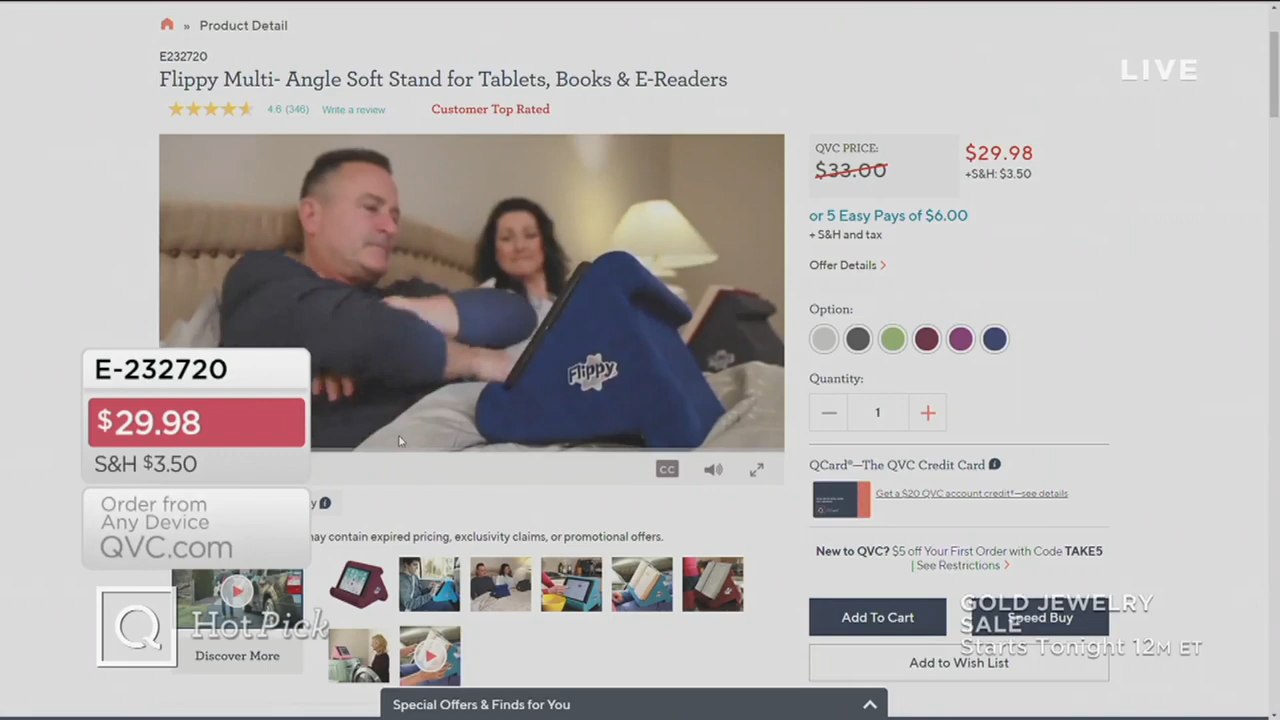 » Product Detail
E232720
Flippy Multi- Angle Soft Stand for Tablets, Books & E-Readers
4.6 (346) Write a review Customer Top Rated
LIVE
QVC PRICE:
$33.00
$29.98
+S&H: $3.50
or 5 Easy Pays of $6.00
+ S&H and tax
Offer Details >
Option:
Flippy
Quantity:
1
E-232720
$29.98
S&H $3.50
Order from
Any Device
QVC.com
CC
QCard®—The QVC Credit Card
Get a $20 QVC account credit†—see details
may contain expired pricing, exclusivity claims, or promotional offers.
New to QVC? $5 off Your First Order with Code TAKE5
| See Restrictions >
Q HotPick
Discover More
Add To Cart
Speed Buy
GOLD JEWELRY
SALE
Starts Tonight 12M ET
Add to Wish List
Special Offers & Finds for You